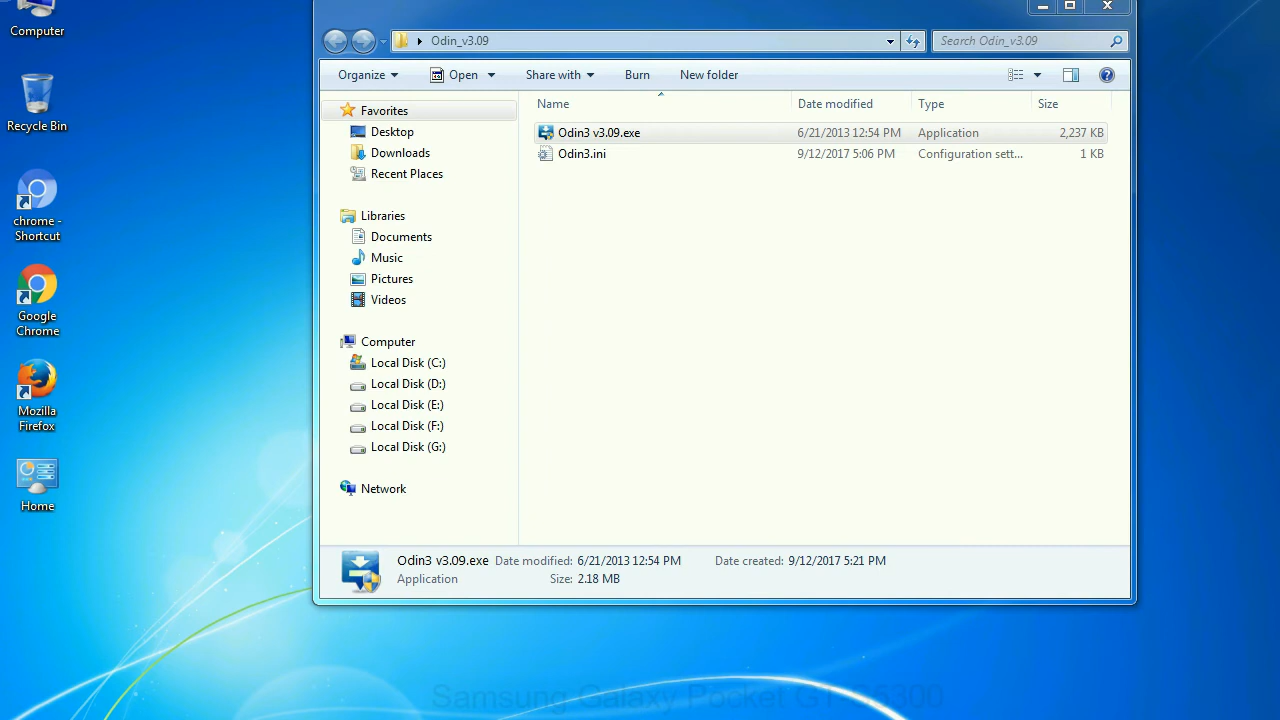 Computer
Recycle Bin
chrome -
Shortcut
Google
Chrome
Mozilla
Firefox
Home
Odin_v3.09
Search Odin_v3.09
Organize
Open
Share with
Burn
New folder
Favorites
Desktop
Downloads
Recent Places
Libraries
Documents
Music
Pictures
Videos
Computer
Local Disk (C:)
Local Disk (D:)
Local Disk (E:)
Local Disk (F:)
Local Disk (G:)
Network
Name Date modified Type Size
Odin3 v3.09.exe 6/21/2013 12:54 PM Application 2,237 KB
Odin3.ini 9/12/2017 5:06 PM Configuration sett... 1 KB
Odin3 v3.09.exe Date modified: 6/21/2013 12:54 PM Date created: 9/12/2017 5:21 PM
Application Size: 2.18 MB
Samsung Galaxy Pocket GT-S5300